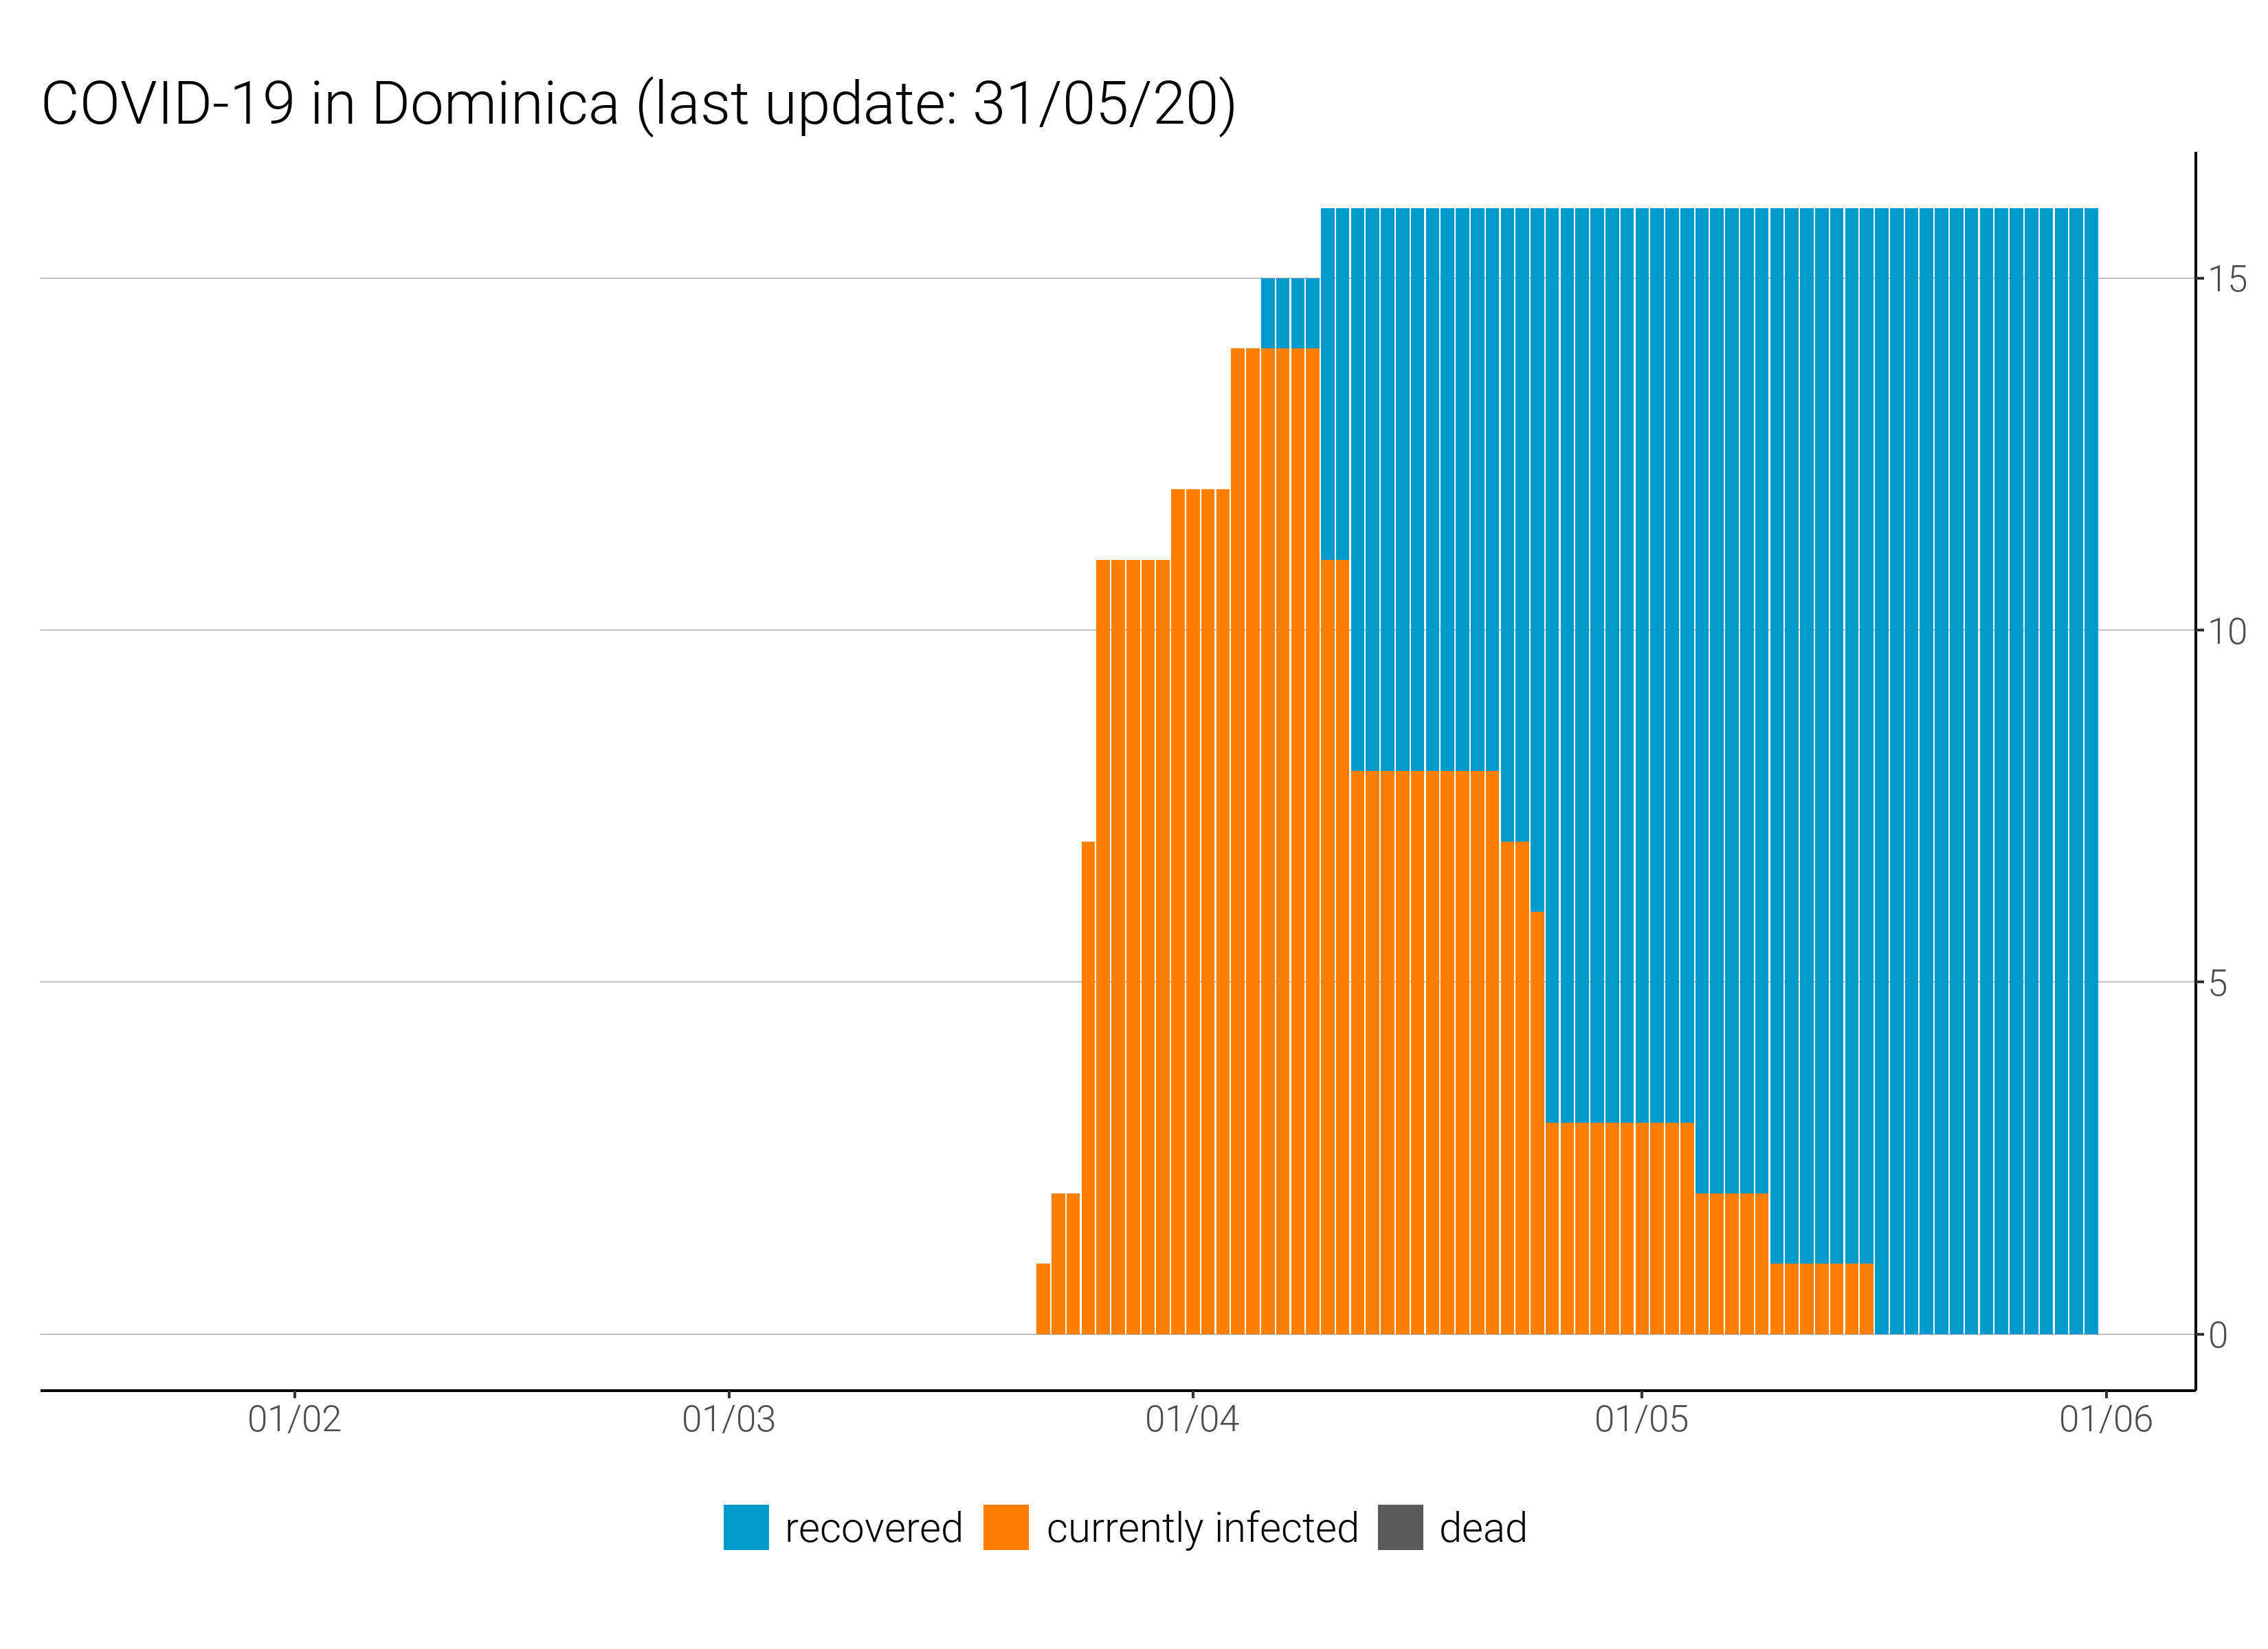 COVID-19 in Dominica (last update: 31/05/20)
15
10
5
0
01/02 01/03 01/04 01/05 01/06
recovered currently infected dead